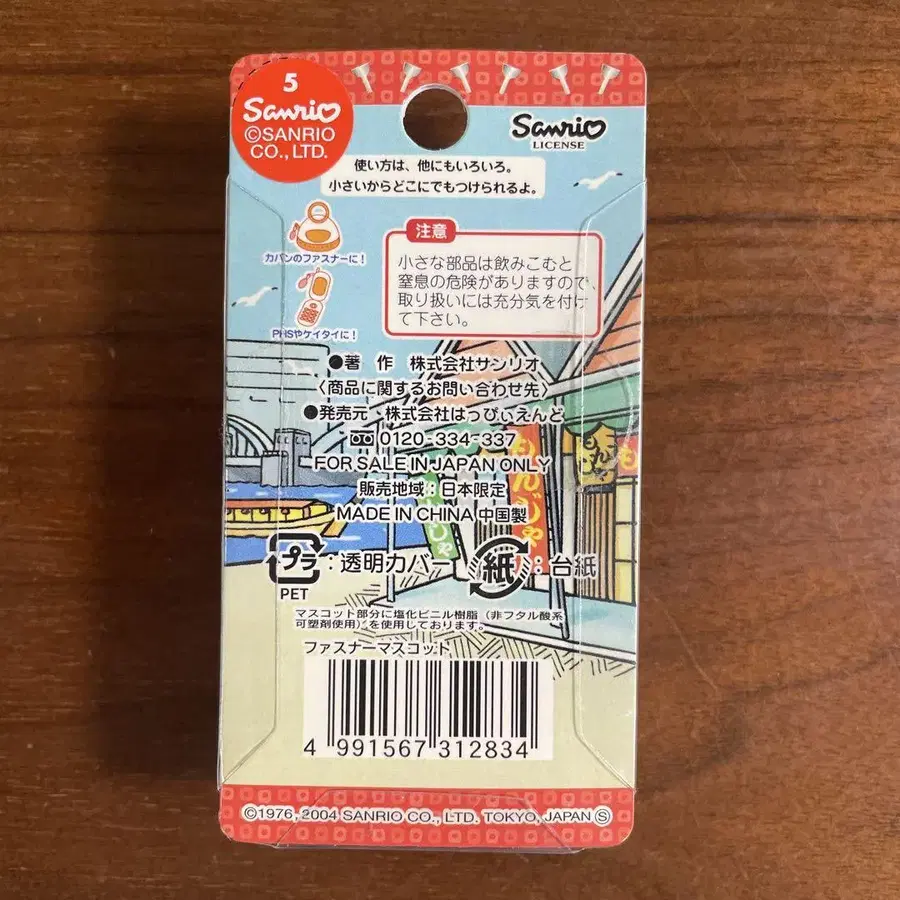 5
Sanrio
©SANRIO
CO., LTD.
Sanrio
LICENSE
使い方は、他にもいろいろ。
小さいからどこにでもつけられるよ。
カバンのファスナーに！
PHSやケイタイに！
注意
小さな部品は飲みこむと
窒息の危険がありますので、
取り扱いには充分気を付け
て下さい。
●著 作 株式会社サンリオ
〈商品に関するお問い合わせ先〉
●発売元、株式会社はっぴぃえんど
0120-334-337
FOR SALE IN JAPAN ONLY
販売地域：日本限定
MADE IN CHINA 中国製
プラ：透明カバー 紙：台紙
PET
マスコット部分に塩化ビニル樹脂（非フタル酸系
可塑剤使用）を使用しております。
ファスナーマスコット
4 991567 312834
もんじゃ
もんじゃ
もん
も
©1976, 2004 SANRIO CO., LTD. TOKYO, JAPAN Ⓢ